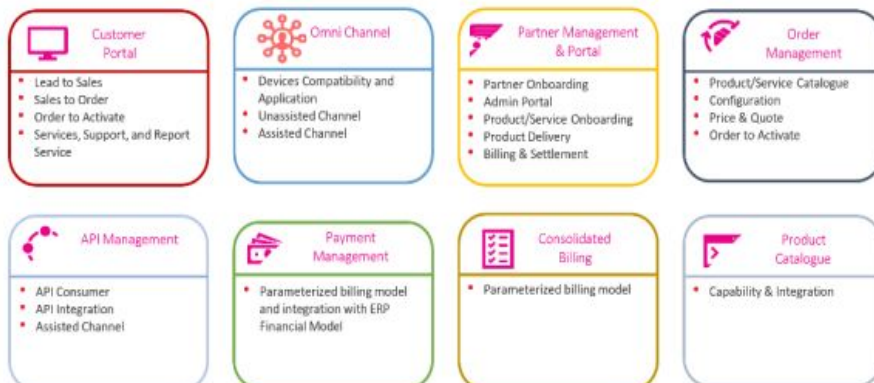 Customer
Portal
Lead to Sales
Sales to Order
Order to Activate
Services, Support, and Report
Service
Omni Channel
Devices Compatibility and
Application
Unassisted Channel
Assisted Channel
Partner Management
& Portal
Partner Onboarding
Admin Portal
Product/Service Onboarding
Product Delivery
Billing & Settlement
Order
Management
Product/Service Catalogue
Configuration
Price & Quote
Order to Activate
API Management
API Consumer
API Integration
Assisted Channel
Payment
Management
Parameterized billing model
and integration with ERP
Financial Model
Consolidated
Billing
Parameterized billing model
Product
Catalogue
Capability & Integration